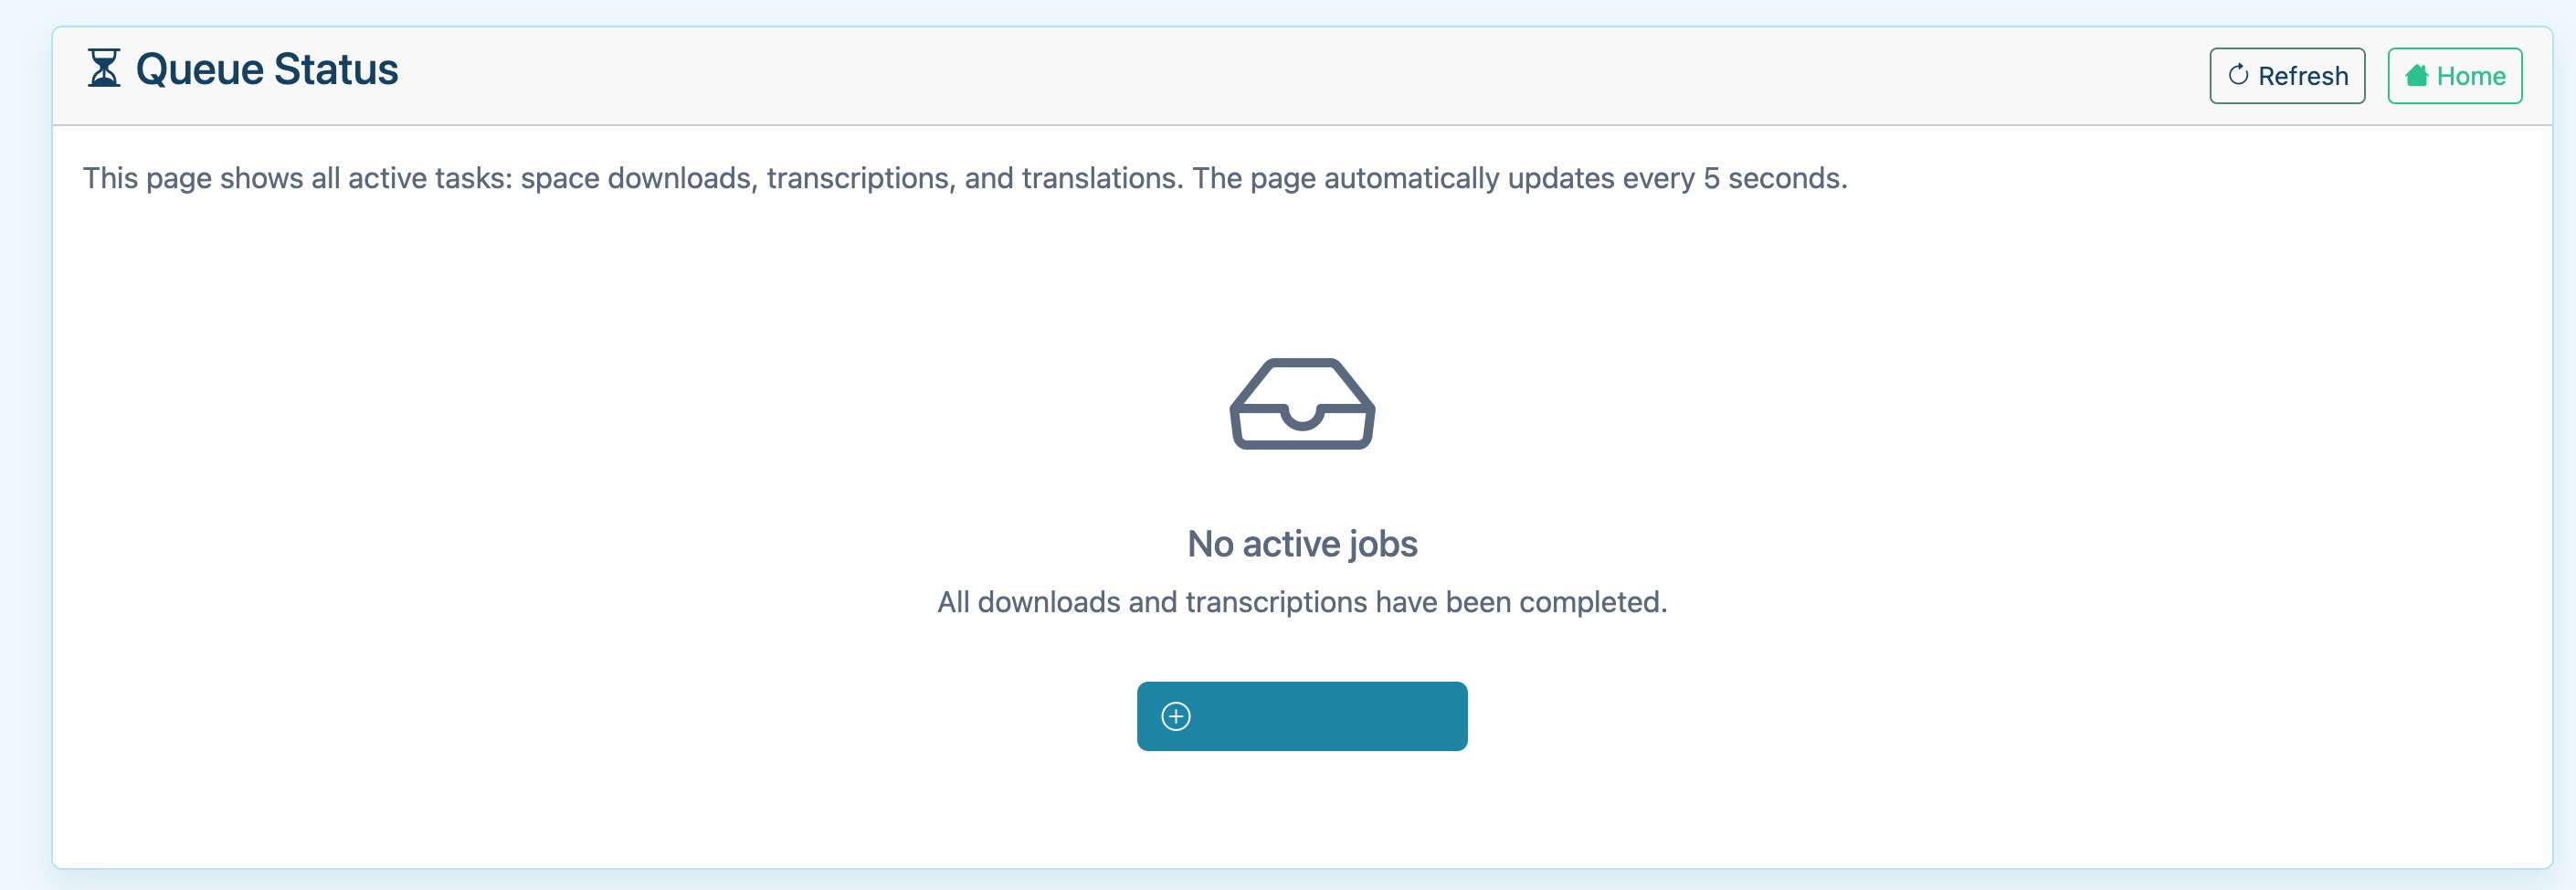 Queue Status
Refresh
Home
This page shows all active tasks: space downloads, transcriptions, and translations. The page automatically updates every 5 seconds.
No active jobs
All downloads and transcriptions have been completed.